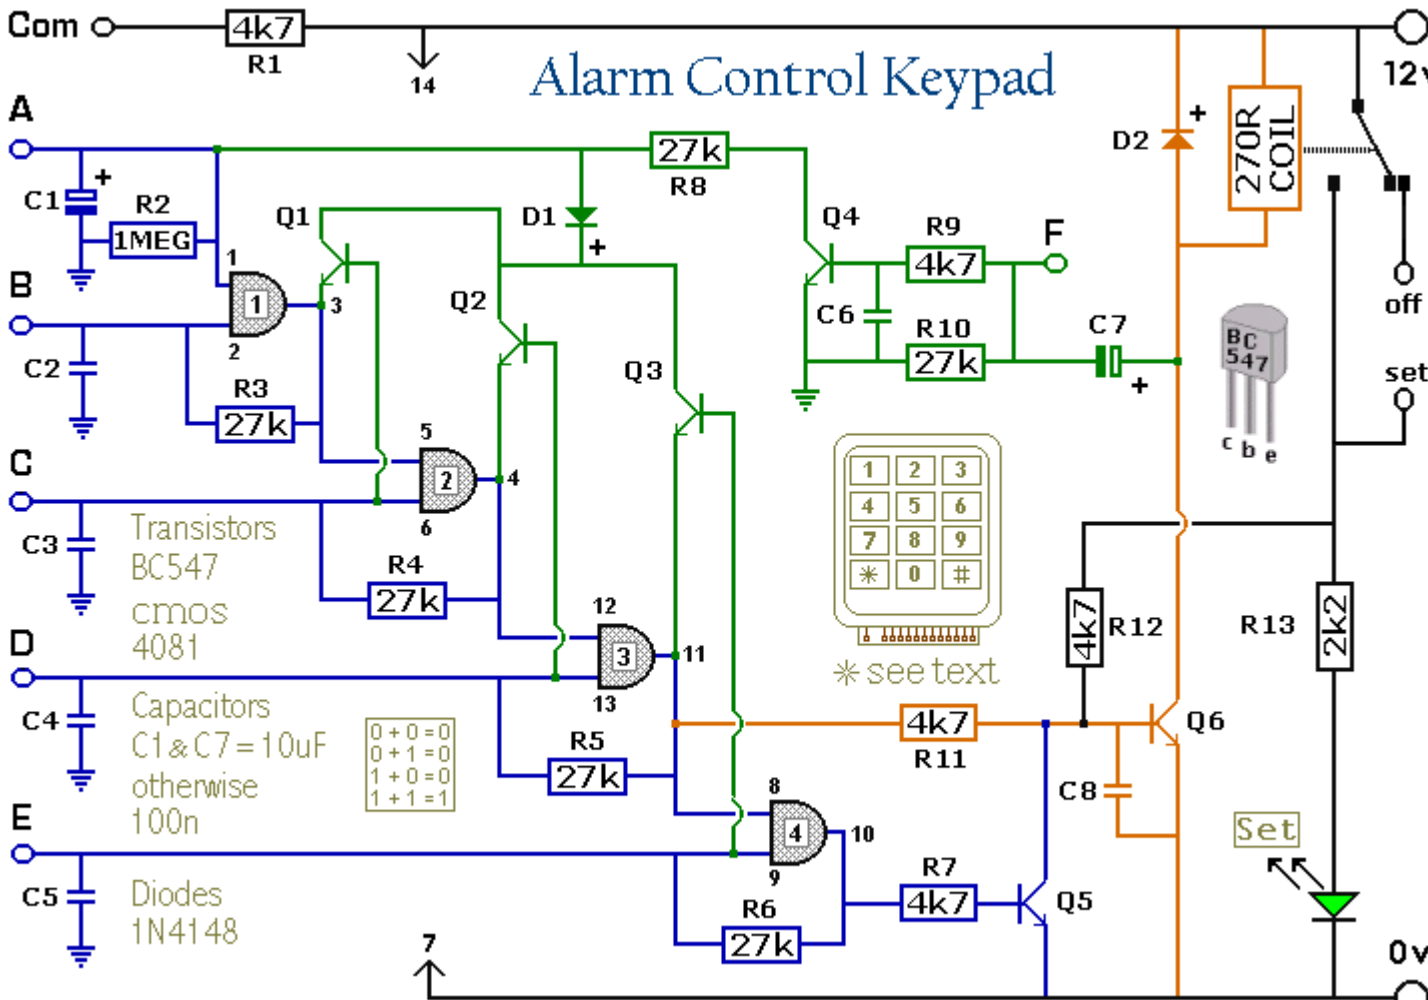 Com
4k7
R1
14
Alarm Control Keypad
12v
A
C1
+
R2
1MEG
Q1
D1
+
27k
R8
Q4
R9
4k7
F
D2
+
270R COIL
off
B
1
1
2
3
C2
R3
27k
Q2
Q3
C6
R10
27k
C7
+
BC
547
c b e
set
C
5
2
6
4
C3
Transistors
BC547
cmos
4081
R4
27k
1 2 3
4 5 6
7 8 9
* 0 #
* see text
4k7
R12
R13
2k2
D
12
3
13
11
C4
Capacitors
C1 & C7 = 10uF
otherwise
100n
0 + 0 = 0
0 + 1 = 0
1 + 0 = 0
1 + 1 = 1
R5
27k
4k7
R11
Q6
C8
E
8
4
9
10
C5
Diodes
1N4148
R6
27k
R7
4k7
Q5
Set
7
0v